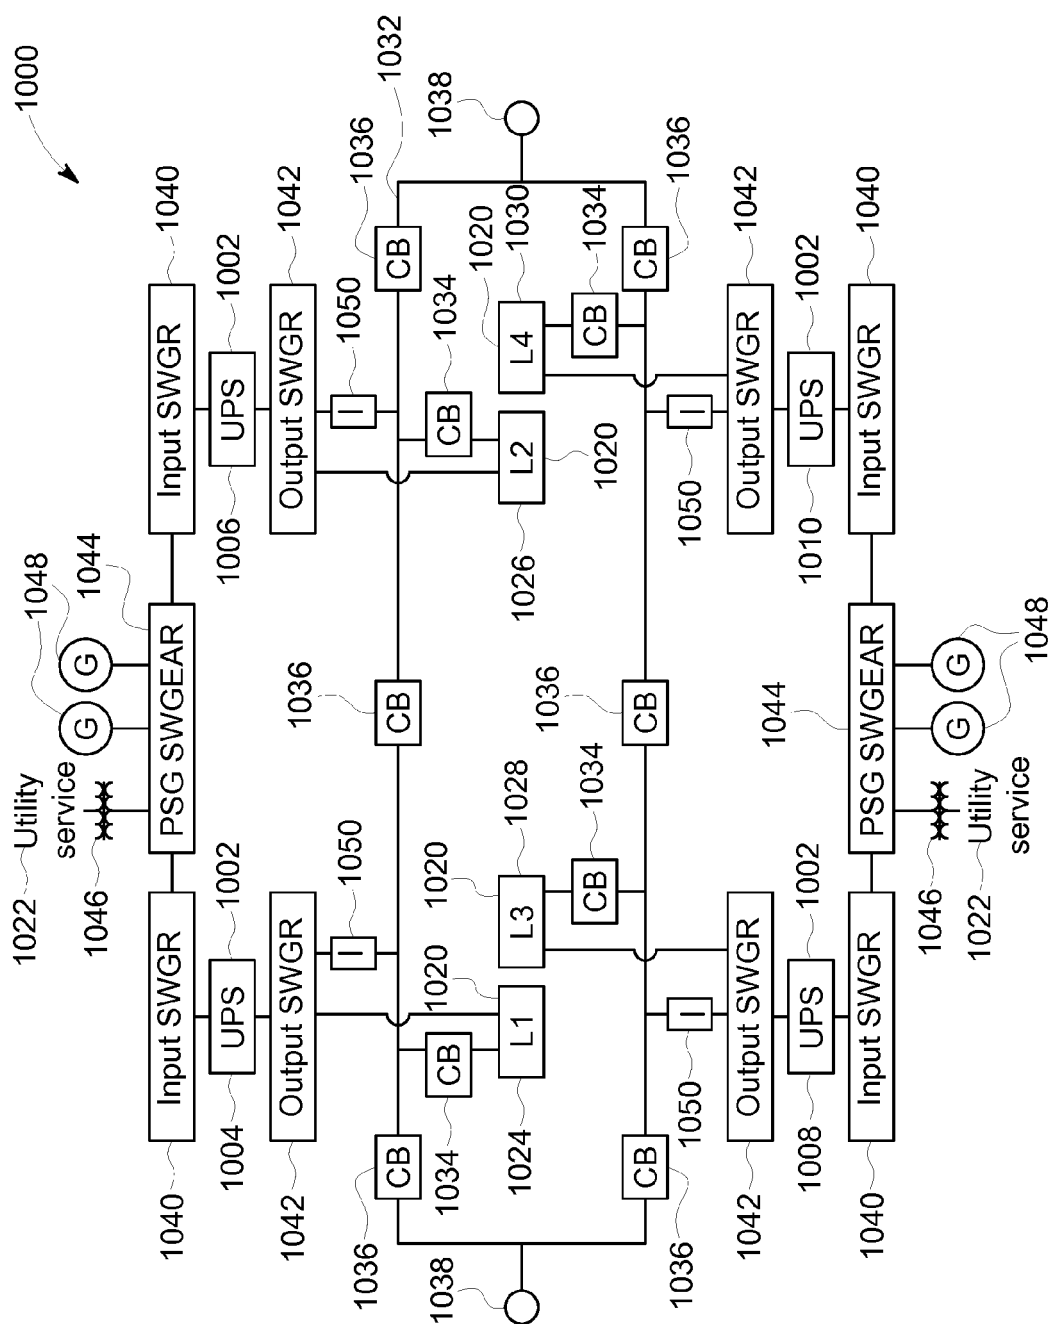 1000
1022 Utility
service
1048
1046
G
G
1044
1040
Input SWGR
PSG SWGEAR
Input SWGR
1040
1004
UPS
1002
1006
UPS
1002
1042
Output SWGR
1050
Output SWGR
1042
I
I
1050
1036
CB
1036
CB
CB
1036
1032
1034
CB
CB
1034
1038
1024
L1
1020
L3
1020
1028
1026
L2
1020
L4
1020
1030
1038
CB
1034
CB
1034
1036
CB
1036
CB
CB
1036
1050
I
1050
I
1042
Output SWGR
1044
Output SWGR
1042
1008
UPS
1002
1010
UPS
1002
1040
Input SWGR
PSG SWGEAR
Input SWGR
1040
1046
G
G
1022 Utility
service
1048